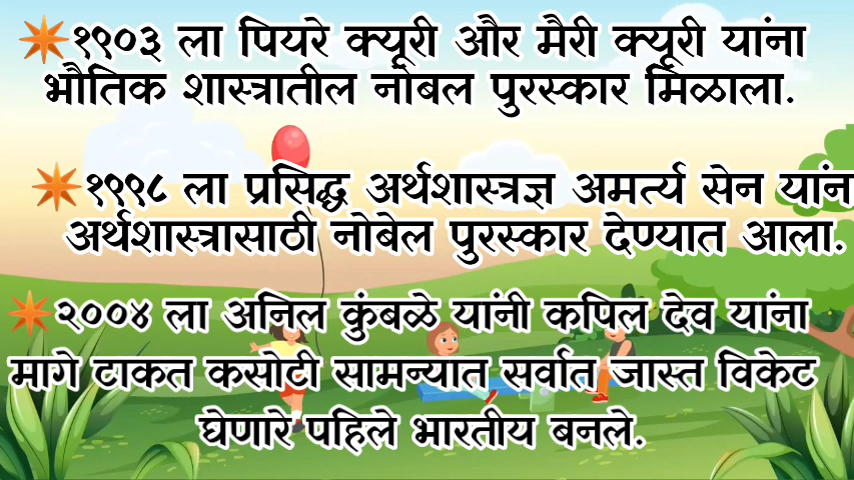 १९०३ ला पियरे क्यूरी और मैरी क्यूरी यांना
भौतिक शास्त्रातील नोबल पुरस्कार मिळाला.
१९९८ ला प्रसिद्ध अर्थशास्त्रज्ञ अमर्त्य सेन यांन
अर्थशास्त्रासाठी नोबेल पुरस्कार देण्यात आला.
२००४ ला अनिल कुंबळे यांनी कपिल देव यांना
मागे टाकत कसोटी सामन्यात सर्वात जास्त विकेट
घेणारे पहिले भारतीय बनले.